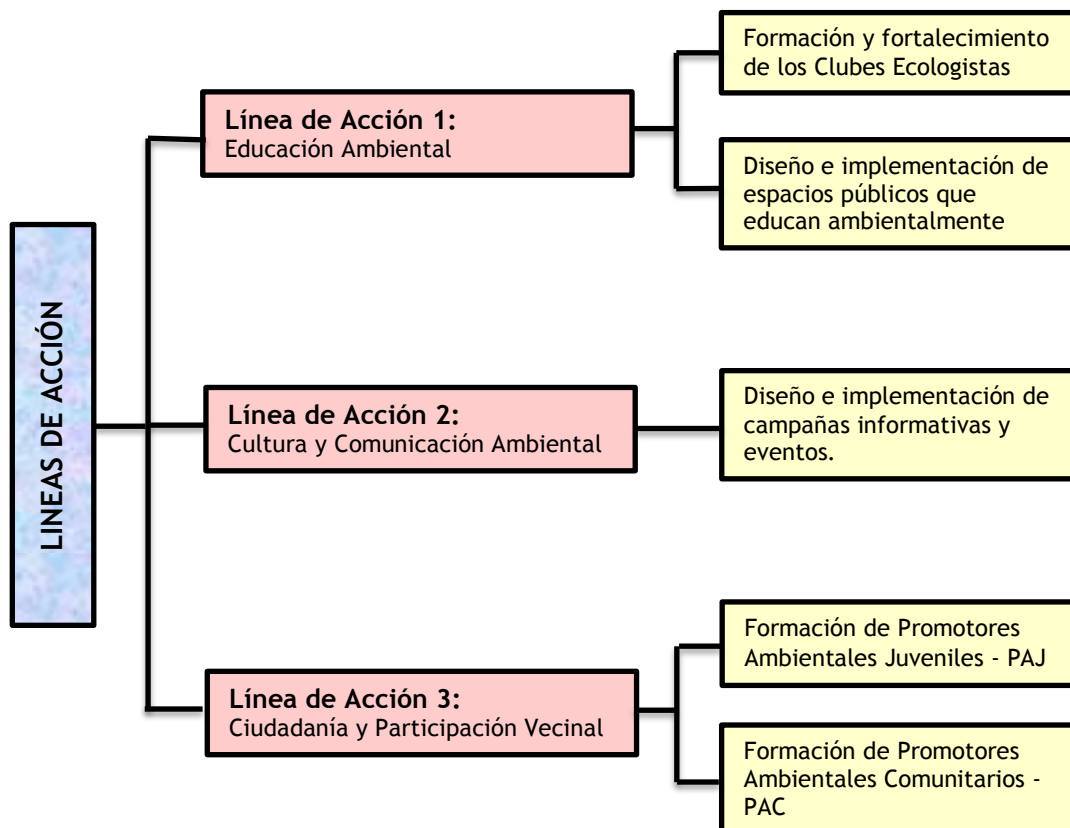 LINEAS DE ACCIÓN
Línea de Acción 1:
Educación Ambiental
Formación y fortalecimiento
de los Clubes Ecologistas
Diseño e implementación de
espacios públicos que
educan ambientalmente
Línea de Acción 2:
Cultura y Comunicación Ambiental
Diseño e implementación de
campañas informativas y
eventos.
Línea de Acción 3:
Ciudadanía y Participación Vecinal
Formación de Promotores
Ambientales Juveniles - PAJ
Formación de Promotores
Ambientales Comunitarios -
PAC